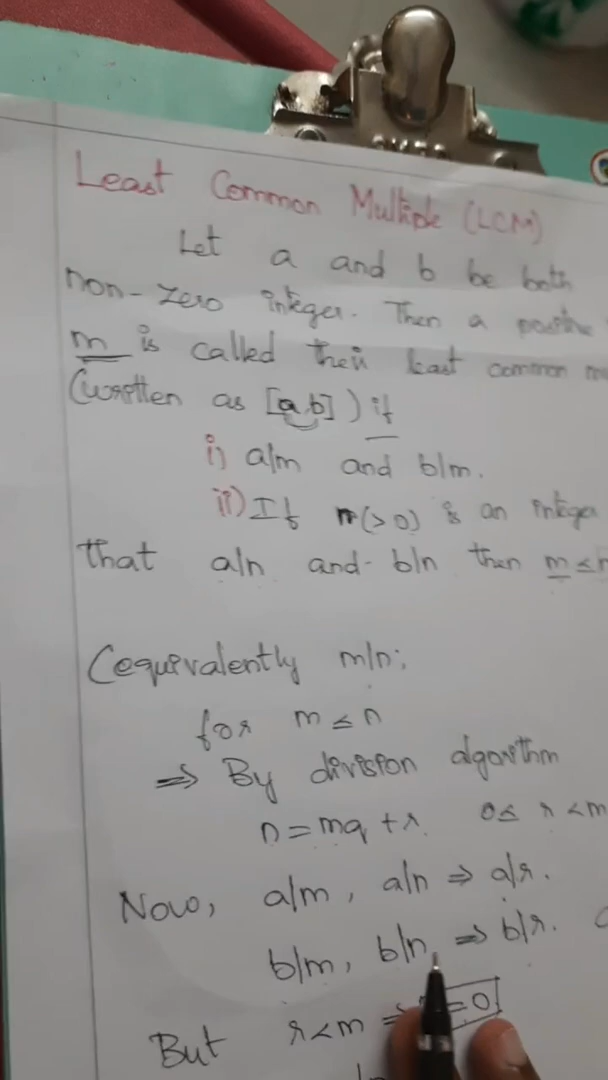 Least Common Multiple (LCM)
Let a and b be both
non-zero integer. Then a positive
m is called their least common
(written as [a,b]) if
i) a/m and b/m.
ii) If n(>0) is an intege
that a/n and b/n then m ≤ n
(equivalently m/n;
for m ≤ n
⇒ By division algorithm
n = mq + r 0 ≤ r < m
Now, a/m, a/n ⇒ a/r.
b/m, b/n, ⇒ b/r.
But r<m ⇒ =0